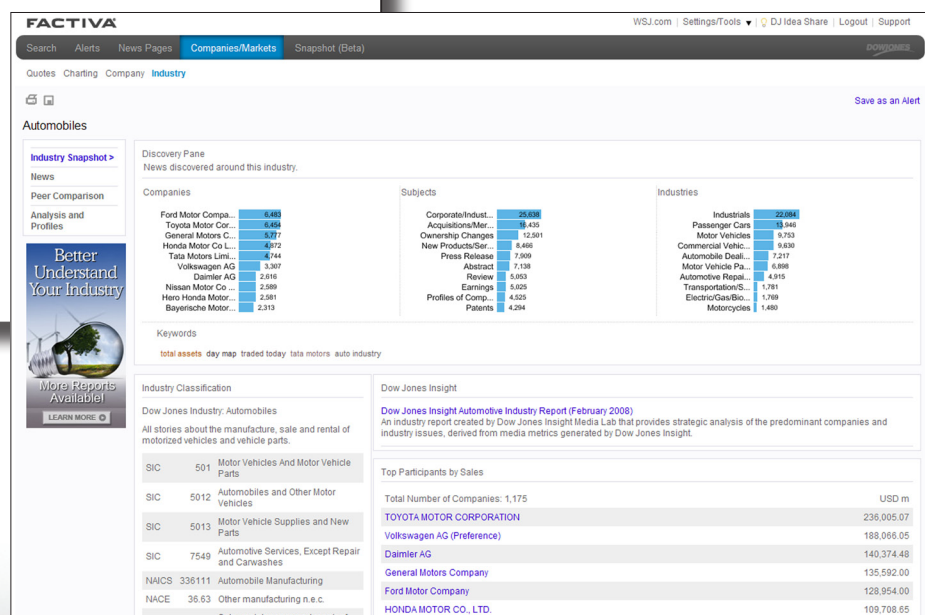 FACTIVA
WSJ.com | Settings/Tools ▼ | DJ Idea Share | Logout | Support
Search Alerts News Pages Companies/Markets Snapshot (Beta) DOWJONES
Quotes Charting Company Industry
Save as an Alert
Automobiles
Industry Snapshot >
News
Peer Comparison
Analysis and
Profiles
Better
Understand
Your Industry
More Reports
Available!
LEARN MORE
Discovery Pane
News discovered around this industry.
Companies
Ford Motor Compa... 6,483
Toyota Motor Cor... 6,454
General Motors C... 5,777
Honda Motor Co L... 4,872
Tata Motors Limi... 4,744
Volkswagen AG 3,307
Daimler AG 2,616
Nissan Motor Co ... 2,589
Hero Honda Motor... 2,581
Bayerische Motor... 2,313
Subjects
Corporate/Indust... 25,638
Acquisitions/Mer... 16,435
Ownership Changes 12,501
New Products/Ser... 8,466
Press Release 7,909
Abstract 7,138
Review 5,053
Earnings 5,025
Profiles of Comp... 4,525
Patents 4,294
Industries
Industrials 22,084
Passenger Cars 13,946
Motor Vehicles 9,753
Commercial Vehic... 9,630
Automobile Deali... 7,217
Motor Vehicle Pa... 6,898
Automotive Repai... 4,915
Transportation/S... 1,781
Electric/Gas/Bio... 1,769
Motorcycles 1,480
Keywords
total assets day map traded today tata motors auto industry
Industry Classification
Dow Jones Industry: Automobiles
All stories about the manufacture, sale and rental of
motorized vehicles and vehicle parts.
SIC 501 Motor Vehicles And Motor Vehicle
Parts
SIC 5012 Automobiles and Other Motor
Vehicles
SIC 5013 Motor Vehicle Supplies and New
Parts
SIC 7549 Automotive Services, Except Repair
and Carwashes
NAICS 336111 Automobile Manufacturing
NACE 36.63 Other manufacturing n.e.c.
Dow Jones Insight
Dow Jones Insight Automotive Industry Report (February 2008)
An industry report created by Dow Jones Insight Media Lab that provides strategic analysis of the predominant companies and
industry issues, derived from media metrics generated by Dow Jones Insight.
Top Participants by Sales
Total Number of Companies: 1,175 USD m
TOYOTA MOTOR CORPORATION 236,005.07
Volkswagen AG (Preference) 188,066.05
Daimler AG 140,374.48
General Motors Company 135,592.00
Ford Motor Company 128,954.00
HONDA MOTOR CO., LTD. 109,708.65